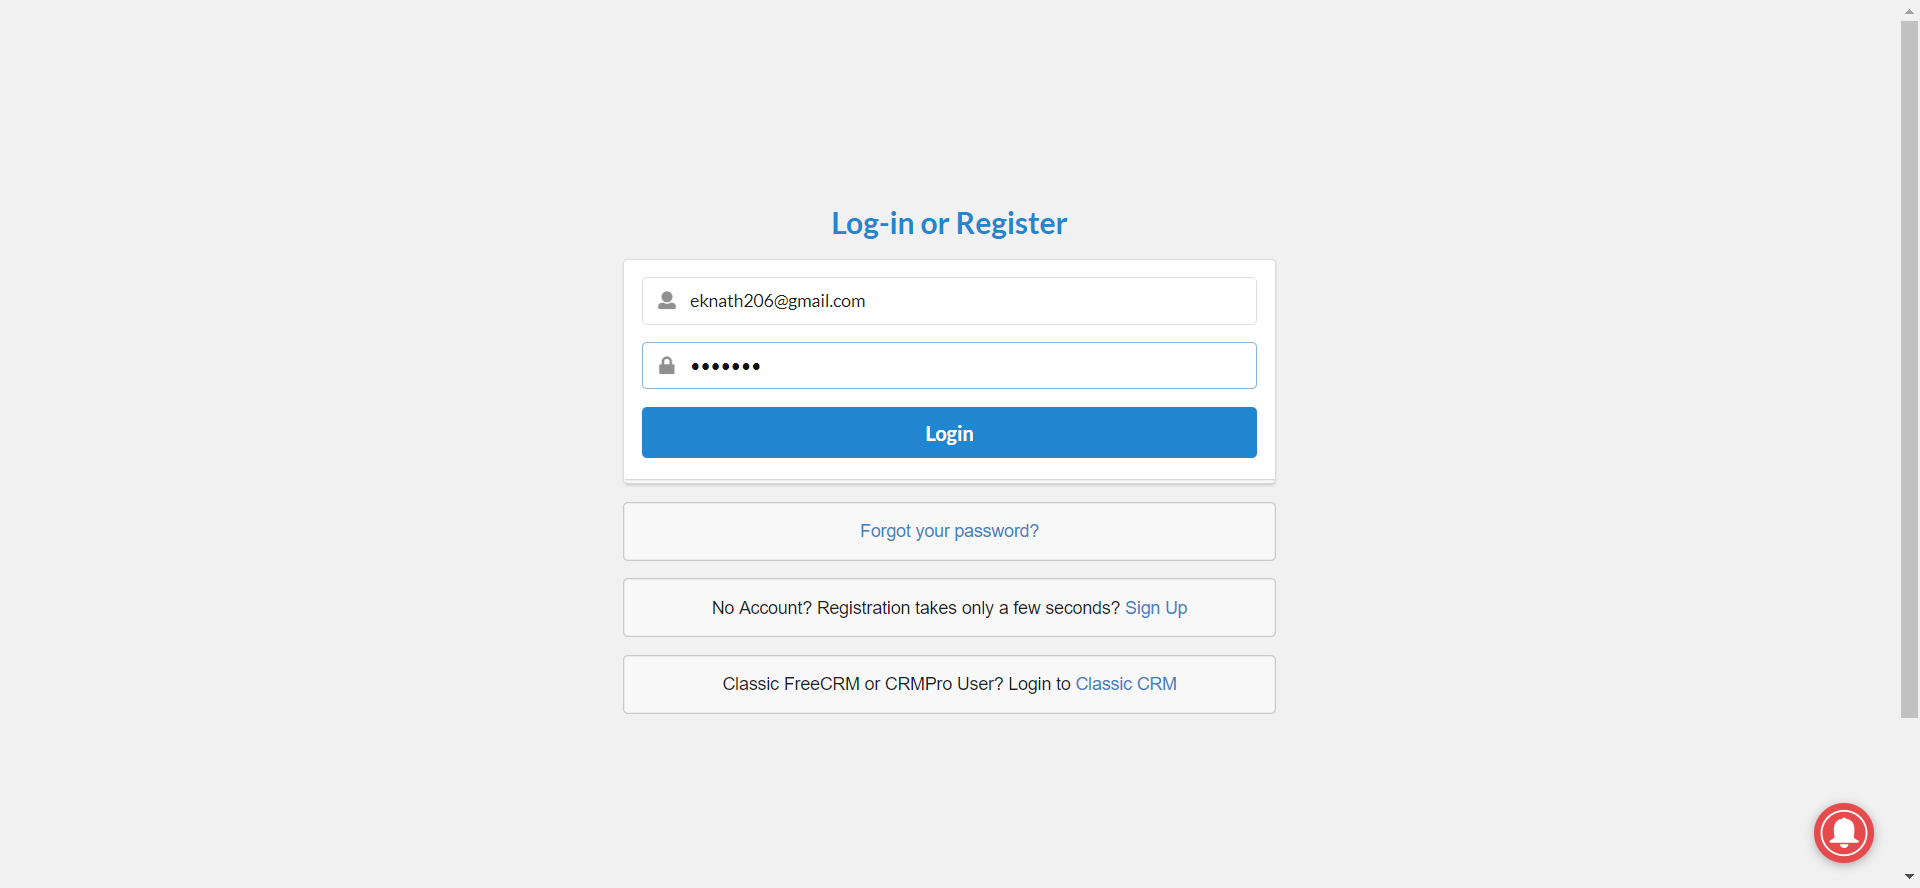 Log-in or Register
eknath206@gmail.com
•••••••
Login
Forgot your password?
No Account? Registration takes only a few seconds? Sign Up
Classic FreeCRM or CRMPro User? Login to Classic CRM